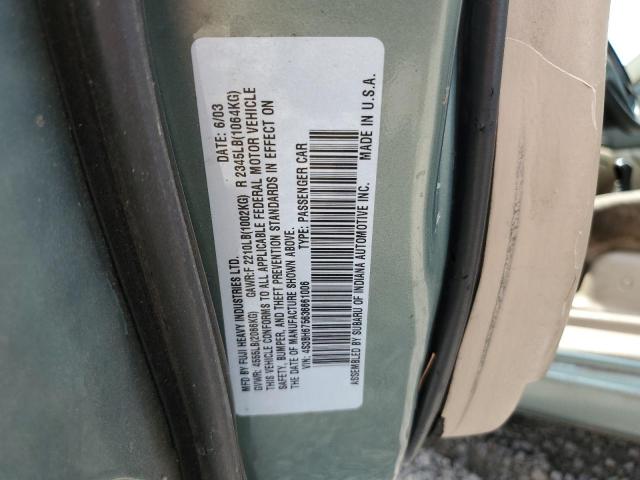 MFD BY FUJI HEAVY INDUSTRIES LTD. DATE: 6/03
GVWR: 4555LB(2066KG) GAWR:F 2210LB(1002KG) R 2345LB(1064KG)
THIS VEHICLE CONFORMS TO ALL APPLICABLE FEDERAL MOTOR VEHICLE
SAFETY, BUMPER, AND THEFT PREVENTION STANDARDS IN EFFECT ON
THE DATE OF MANUFACTURE SHOWN ABOVE.
VIN: 4S3BH675638661006 TYPE: PASSENGER CAR
ASSEMBLED BY SUBARU OF INDIANA AUTOMOTIVE INC. MADE IN U.S.A.